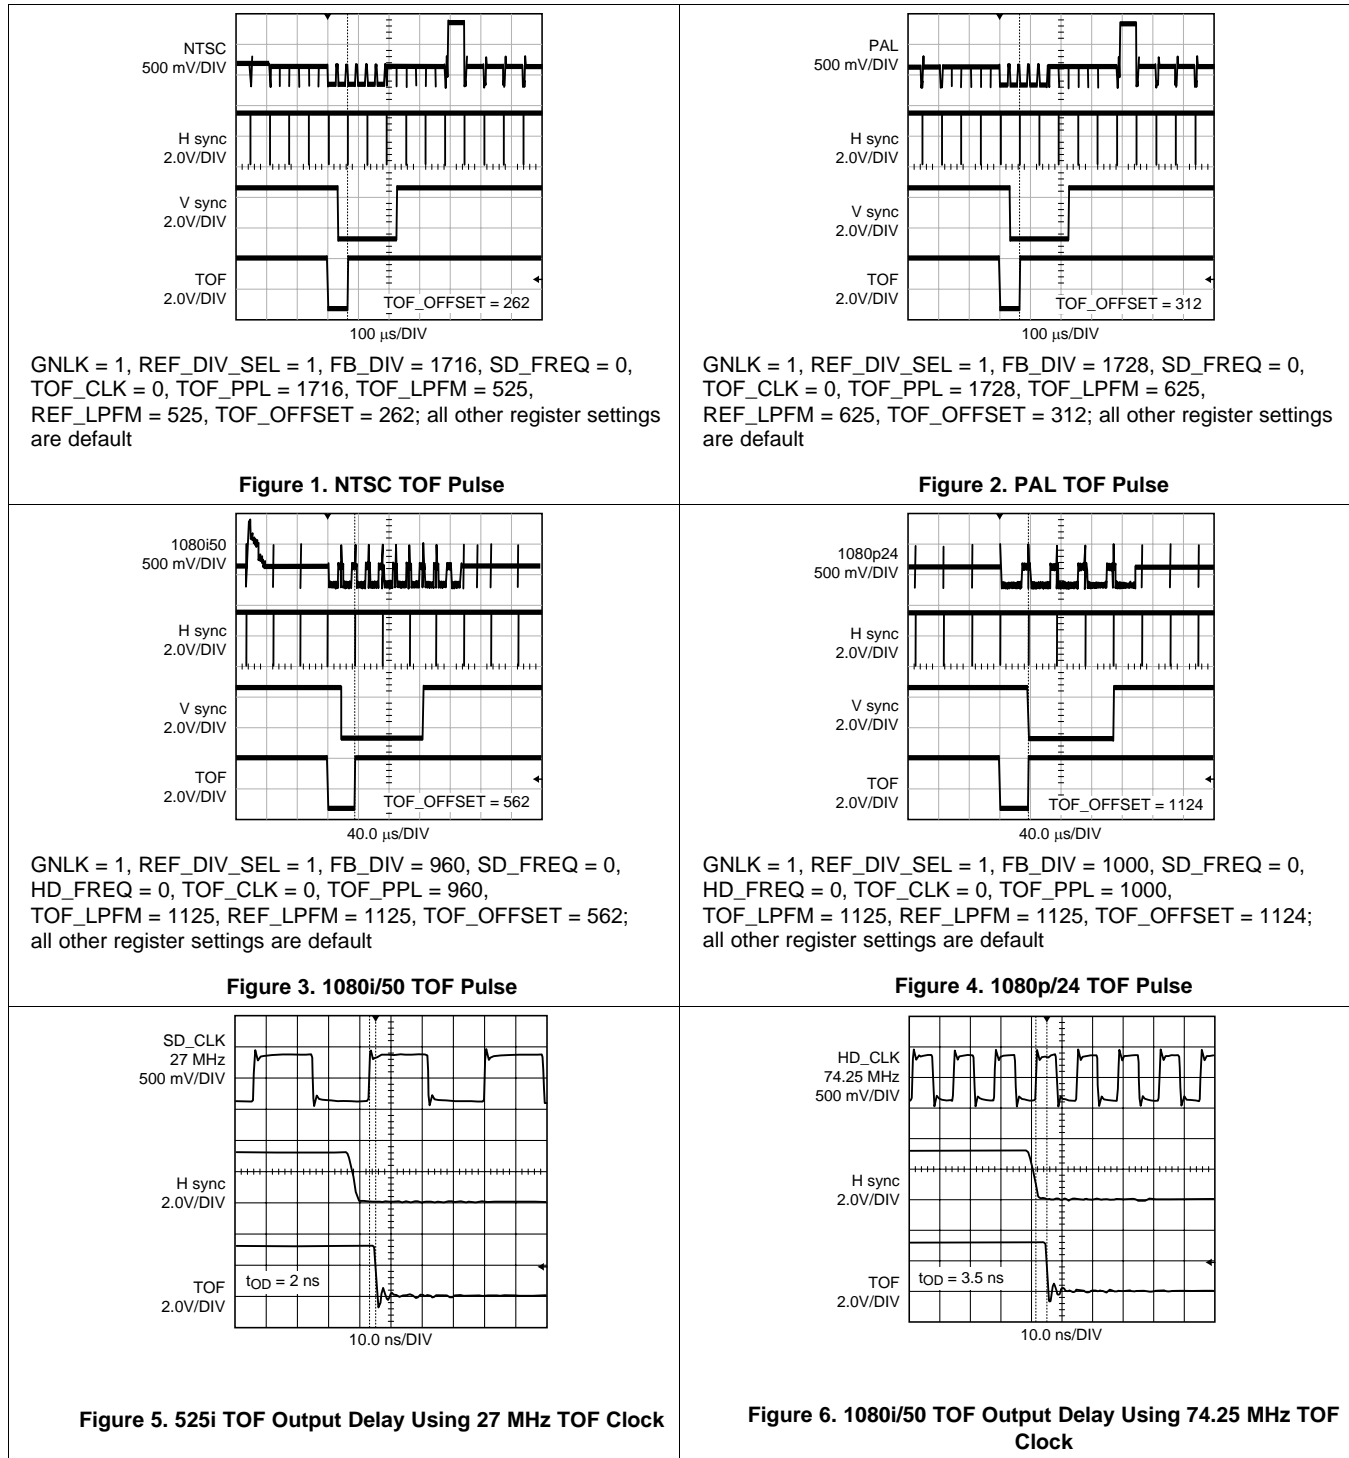 NTSC
500 mV/DIV
H sync
2.0V/DIV
V sync
2.0V/DIV
TOF
2.0V/DIV
TOF_OFFSET = 262
100 µs/DIV
GNLK = 1, REF_DIV_SEL = 1, FB_DIV = 1716, SD_FREQ = 0,
TOF_CLK = 0, TOF_PPL = 1716, TOF_LPFM = 525,
REF_LPFM = 525, TOF_OFFSET = 262; all other register settings
are default
Figure 1. NTSC TOF Pulse
PAL
500 mV/DIV
H sync
2.0V/DIV
V sync
2.0V/DIV
TOF
2.0V/DIV
TOF_OFFSET = 312
100 µs/DIV
GNLK = 1, REF_DIV_SEL = 1, FB_DIV = 1728, SD_FREQ = 0,
TOF_CLK = 0, TOF_PPL = 1728, TOF_LPFM = 625,
REF_LPFM = 625, TOF_OFFSET = 312; all other register settings
are default
Figure 2. PAL TOF Pulse
1080i50
500 mV/DIV
H sync
2.0V/DIV
V sync
2.0V/DIV
TOF
2.0V/DIV
TOF_OFFSET = 562
40.0 µs/DIV
GNLK = 1, REF_DIV_SEL = 1, FB_DIV = 960, SD_FREQ = 0,
HD_FREQ = 0, TOF_CLK = 0, TOF_PPL = 960,
TOF_LPFM = 1125, REF_LPFM = 1125, TOF_OFFSET = 562;
all other register settings are default
Figure 3. 1080i/50 TOF Pulse
1080p24
500 mV/DIV
H sync
2.0V/DIV
V sync
2.0V/DIV
TOF
2.0V/DIV
TOF_OFFSET = 1124
40.0 µs/DIV
GNLK = 1, REF_DIV_SEL = 1, FB_DIV = 1000, SD_FREQ = 0,
HD_FREQ = 0, TOF_CLK = 0, TOF_PPL = 1000,
TOF_LPFM = 1125, REF_LPFM = 1125, TOF_OFFSET = 1124;
all other register settings are default
Figure 4. 1080p/24 TOF Pulse
SD_CLK
27 MHz
500 mV/DIV
H sync
2.0V/DIV
TOF
2.0V/DIV
tOD = 2 ns
10.0 ns/DIV
Figure 5. 525i TOF Output Delay Using 27 MHz TOF Clock
HD_CLK
74.25 MHz
500 mV/DIV
H sync
2.0V/DIV
TOF
2.0V/DIV
tOD = 3.5 ns
10.0 ns/DIV
Figure 6. 1080i/50 TOF Output Delay Using 74.25 MHz TOF
Clock